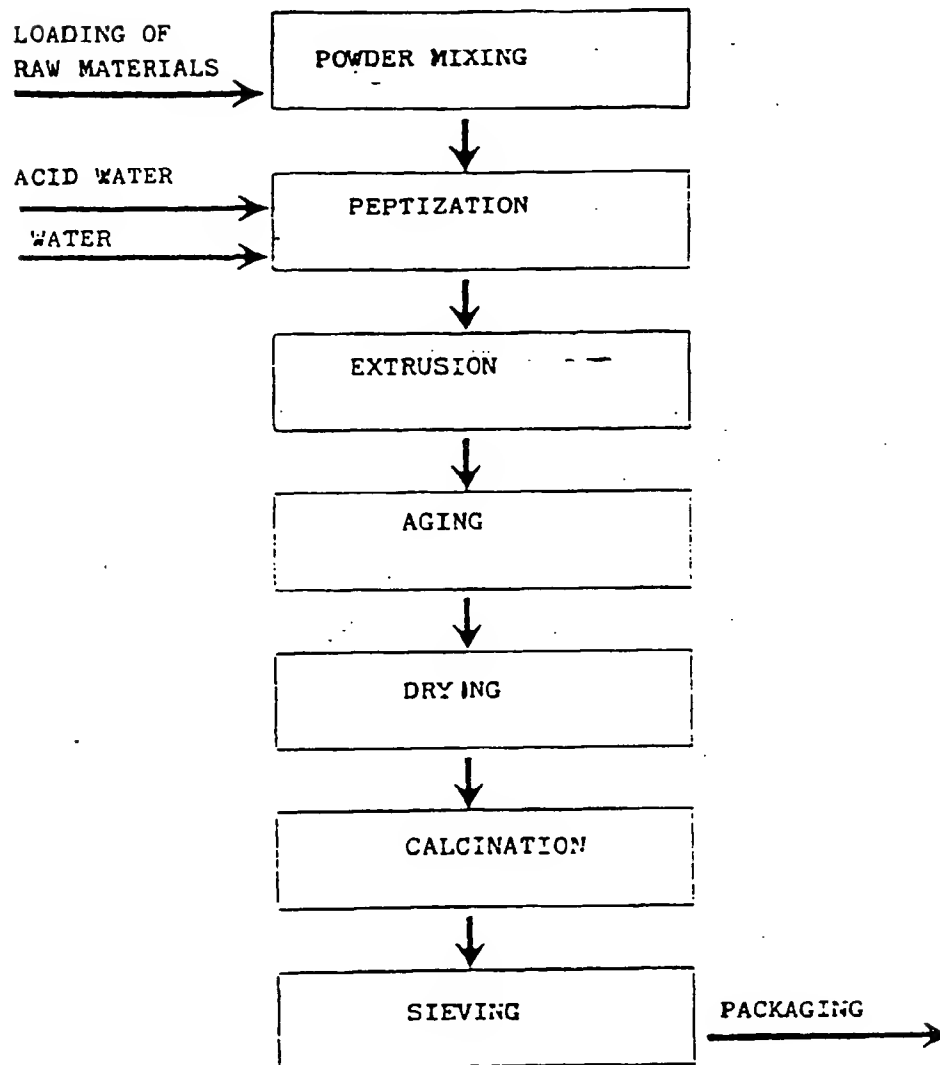 LOADING OF
RAW MATERIALS
POWDER MIXING
ACID WATER
PEPTIZATION
WATER
EXTRUSION
AGING
DRYING
CALCINATION
SIEVING
PACKAGING